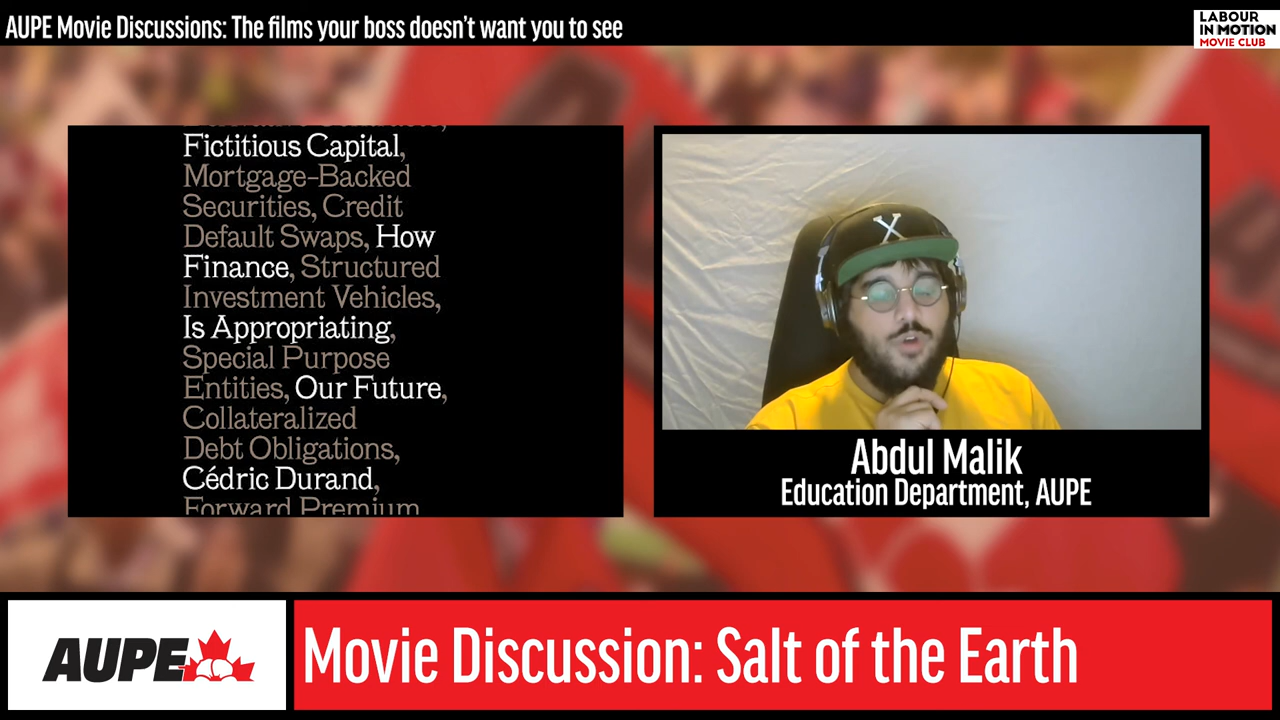 AUPE Movie Discussions: The films your boss doesn't want you to see
LABOUR
IN MOTION
MOVIE CLUB
Fictitious Capital,
Mortgage-Backed
Securities, Credit
Default Swaps, How
Finance, Structured
Investment Vehicles,
Is Appropriating,
Special Purpose
Entities, Our Future,
Collateralized
Debt Obligations,
Cédric Durand,
Forward Premium
X
Abdul Malik
Education Department, AUPE
AUPE
Movie Discussion: Salt of the Earth